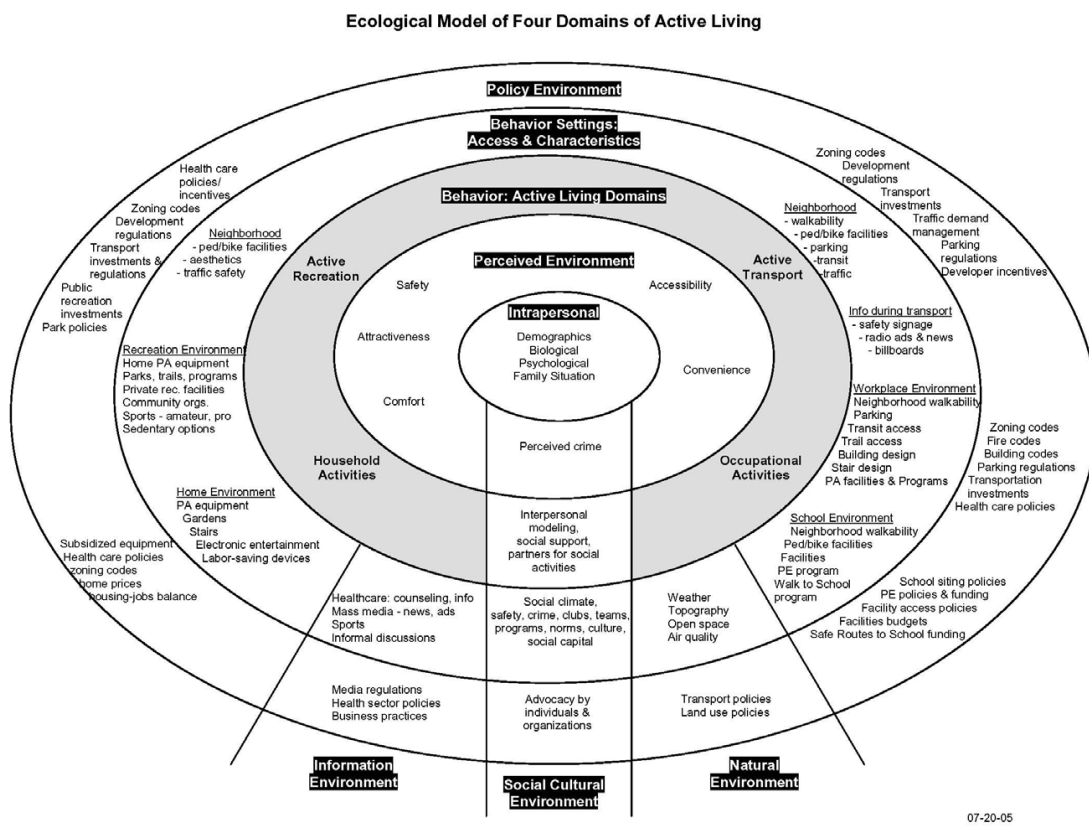 Ecological Model of Four Domains of Active Living
Policy Environment
Behavior Settings:
Access & Characteristics
Behavior: Active Living Domains
Perceived Environment
Intrapersonal
Demographics
Biological
Psychological
Family Situation
Safety
Attractiveness
Comfort
Accessibility
Convenience
Perceived crime
Active
Recreation
Active
Transport
Household
Activities
Occupational
Activities
Interpersonal
modeling,
social support,
partners for social
activities
Health care
policies/
incentives
Zoning codes
Development
regulations
Transport
investments &
regulations
Public
recreation
investments
Park policies
Neighborhood
- ped/bike facilities
- aesthetics
- traffic safety
Recreation Environment
Home PA equipment
Parks, trails, programs
Private rec. facilities
Community orgs.
Sports - amateur, pro
Sedentary options
Home Environment
PA equipment
Gardens
Stairs
Electronic entertainment
Labor-saving devices
Subsidized equipment
Health care policies
zoning codes
home prices
housing-jobs balance
Zoning codes
Development
regulations
Transport
investments
Traffic demand
management
Parking
regulations
Developer incentives
Neighborhood
- walkability
- ped/bike facilities
- parking
-transit
-traffic
Info during transport
- safety signage
- radio ads & news
- billboards
Workplace Environment
Neighborhood walkability
Parking
Transit access
Trail access
Building design
Stair design
PA facilities & Programs
Zoning codes
Fire codes
Building codes
Parking regulations
Transportation
investments
Health care policies
School Environment
Neighborhood walkability
Ped/bike facilities
Facilities
PE program
Walk to School
program
School siting policies
PE policies & funding
Facility access policies
Facilities budgets
Safe Routes to School funding
Healthcare: counseling, info
Mass media - news, ads
Sports
Informal discussions
Social climate,
safety, crime, clubs, teams,
programs, norms, culture,
social capital
Weather
Topography
Open space
Air quality
Media regulations
Health sector policies
Business practices
Advocacy by
individuals &
organizations
Transport policies
Land use policies
Information
Environment
Social Cultural
Environment
Natural
Environment
07-20-05